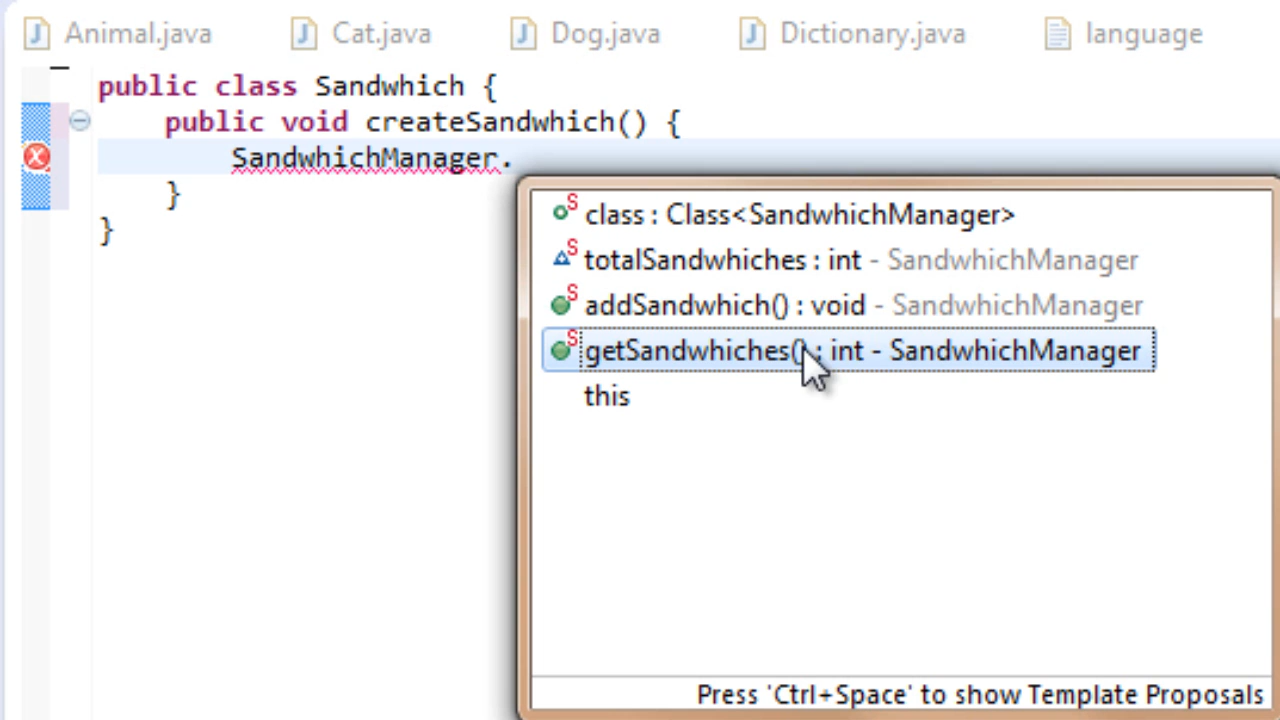 Animal.java Cat.java Dog.java Dictionary.java language
public class Sandwhich {
public void createSandwhich() {
SandwhichManager.
}
}
class : Class<SandwhichManager>
totalSandwhiches : int - SandwhichManager
addSandwhich() : void - SandwhichManager
getSandwhiches() : int - SandwhichManager
this
Press 'Ctrl+Space' to show Template Proposals